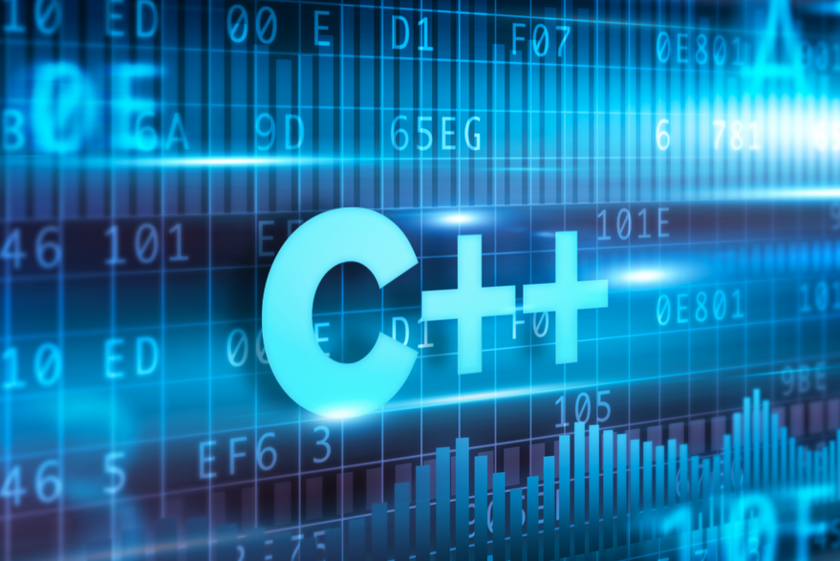 10 ED 00 E D1 F07 0E801
0E
6A 9D 65EG 6 781
46 101 101E
C++
10 ED 0E801
D1 F0
105
46 5 EF6 3
9BE